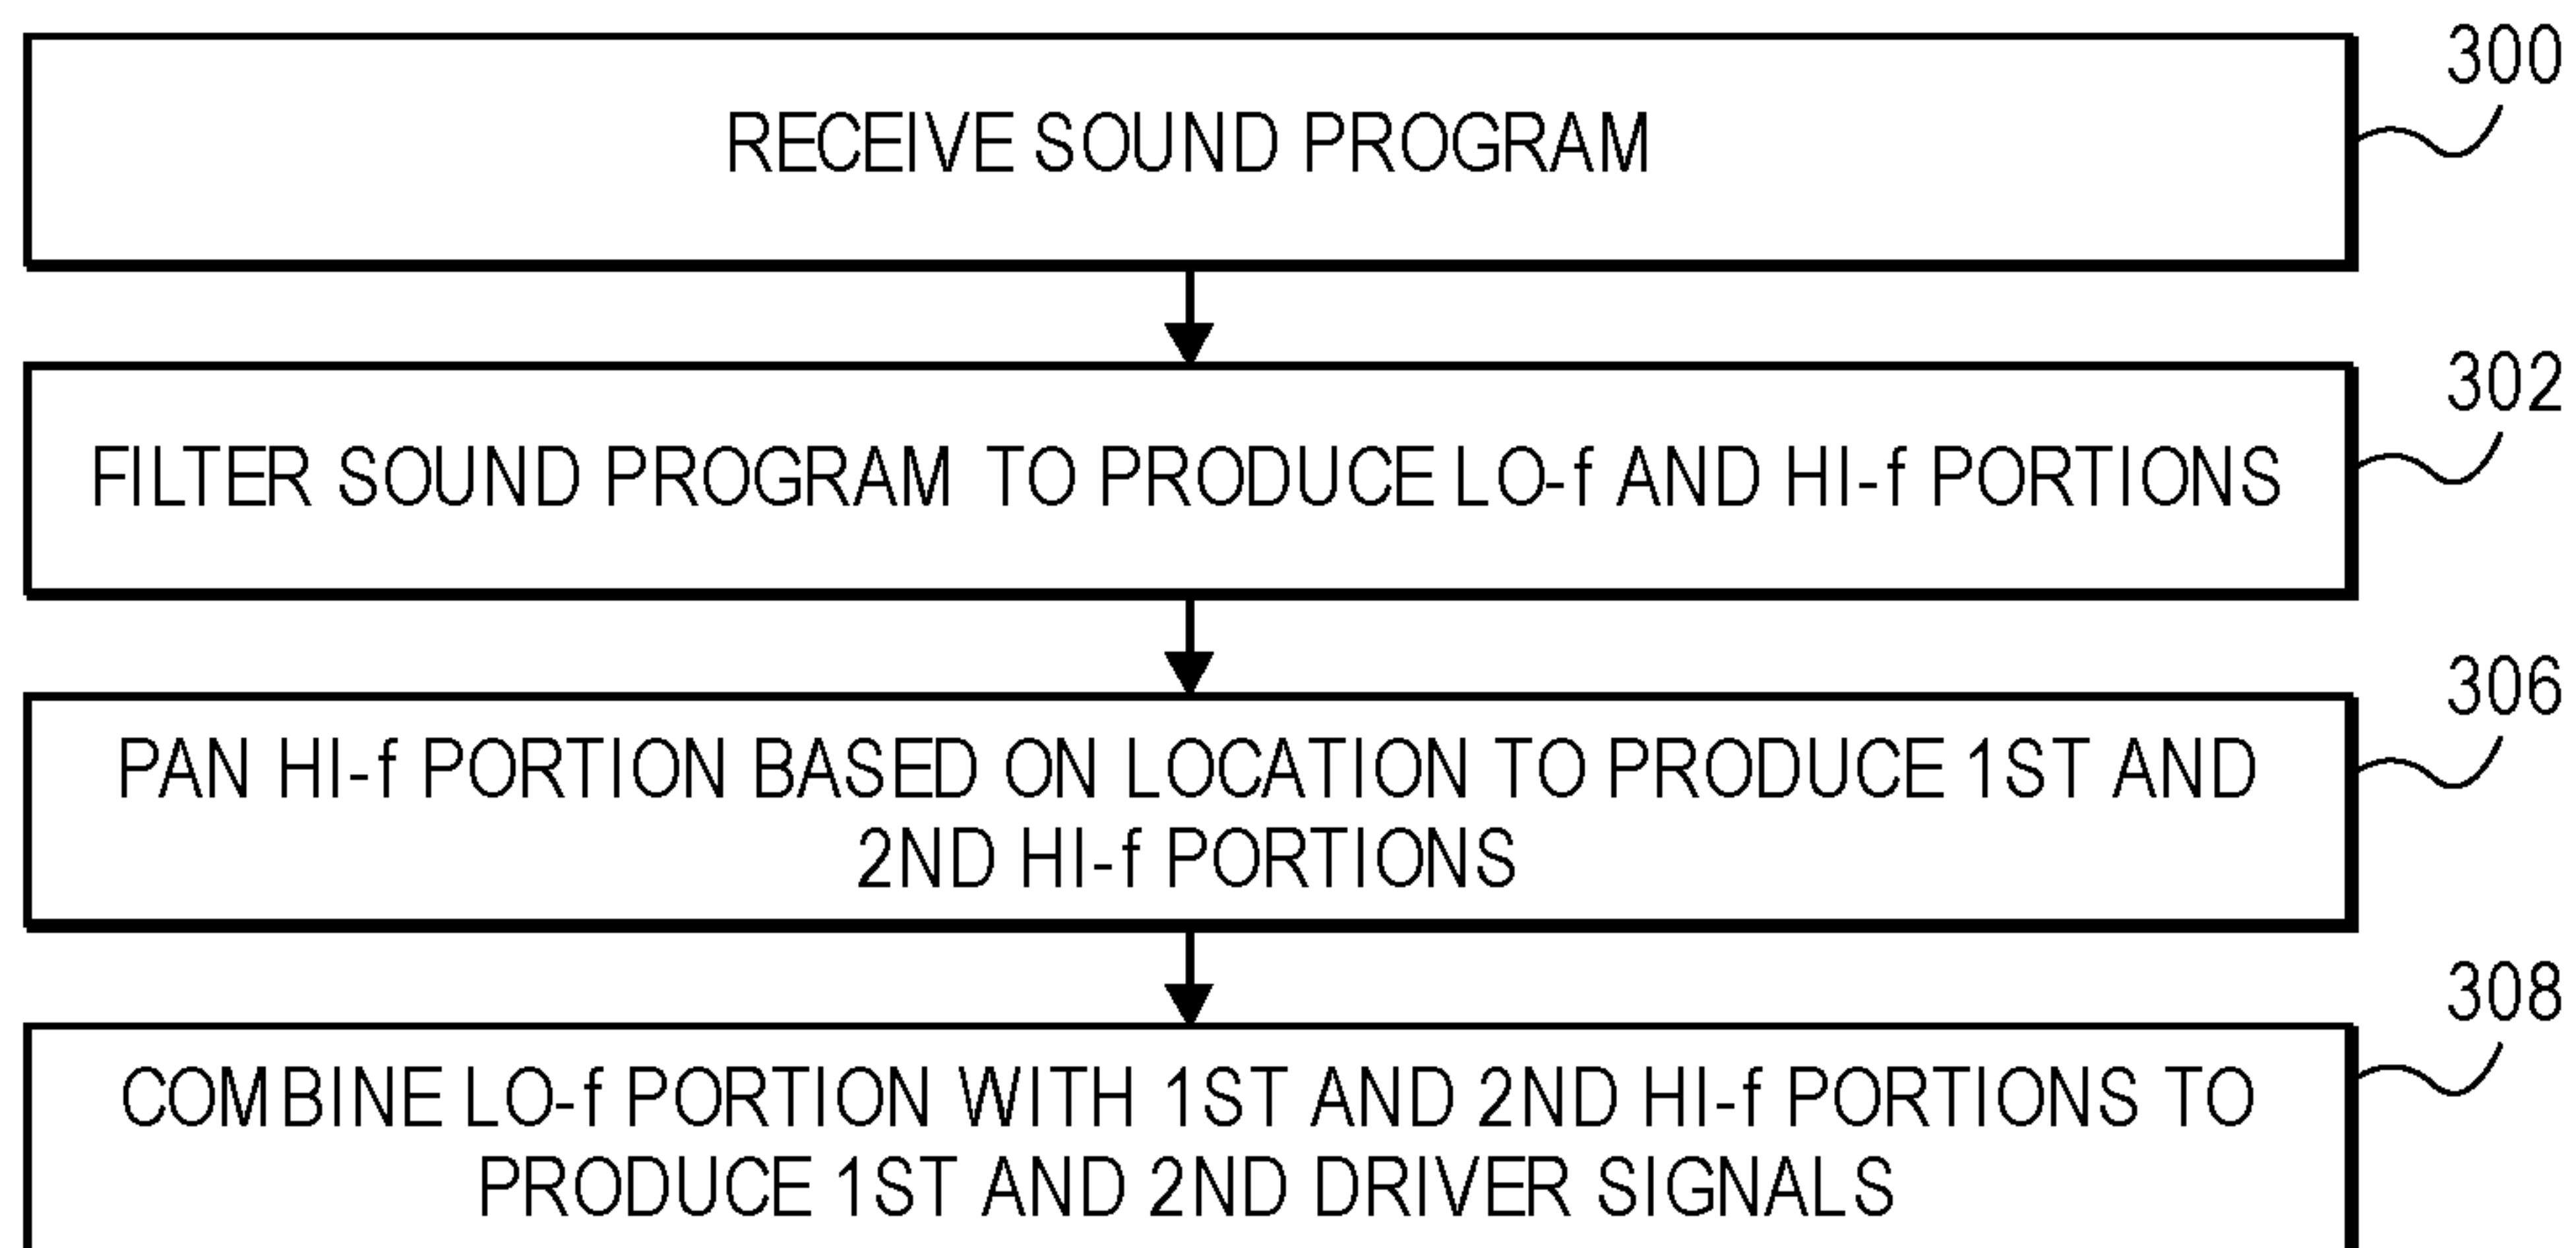 300
RECEIVE SOUND PROGRAM
302
FILTER SOUND PROGRAM TO PRODUCE LO-f AND HI-f PORTIONS
306
PAN HI-f PORTION BASED ON LOCATION TO PRODUCE 1ST AND
2ND HI-f PORTIONS
308
COMBINE LO-f PORTION WITH 1ST AND 2ND HI-f PORTIONS TO
PRODUCE 1ST AND 2ND DRIVER SIGNALS